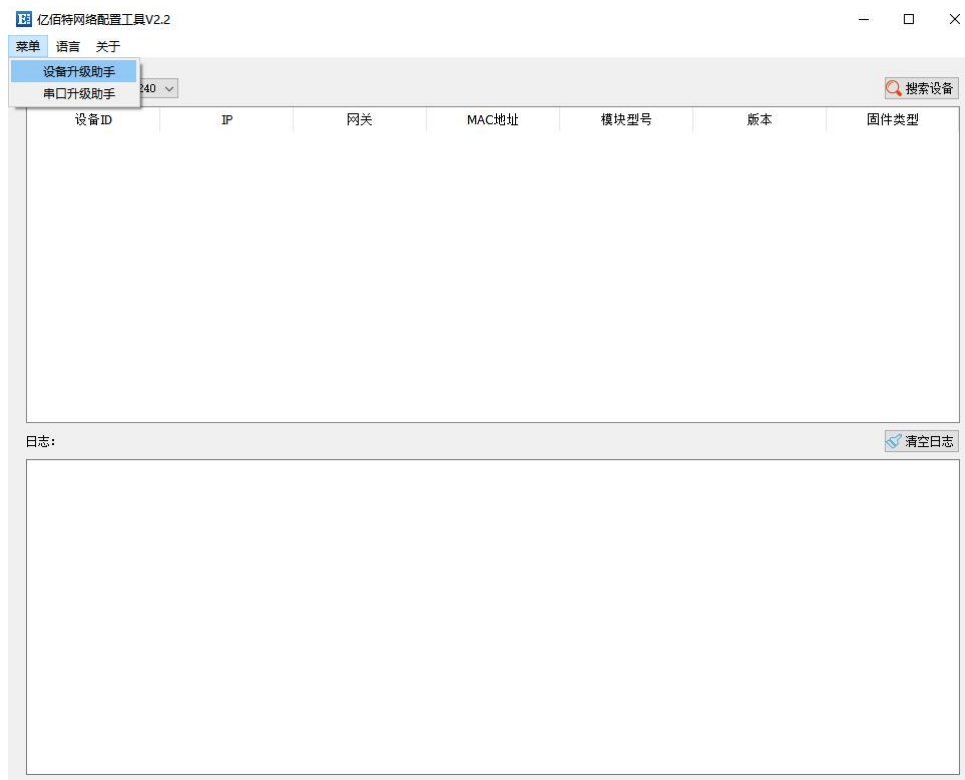 亿佰特网络配置工具V2.2
菜单 语言 关于
设备升级助手
串口升级助手
240
搜索设备
设备ID IP 网关 MAC地址 模块型号 版本 固件类型
日志:
清空日志